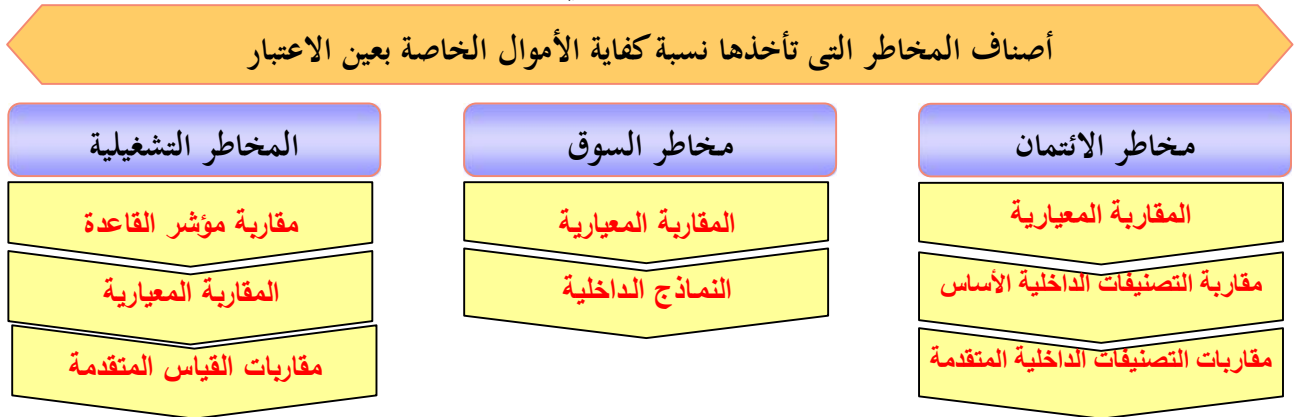 أصناف المخاطر التى تأخذها نسبة كفاية الأموال الخاصة بعين الاعتبار
مخاطر الائتمان
المقاربة المعيارية
مقاربة التصنيفات الداخلية الأساس
مقاربات التصنيفات الداخلية المتقدمة
مخاطر السوق
المقاربة المعيارية
النماذج الداخلية
المخاطر التشغيلية
مقاربة مؤشر القاعدة
المقاربة المعيارية
مقاربات القياس المتقدمة